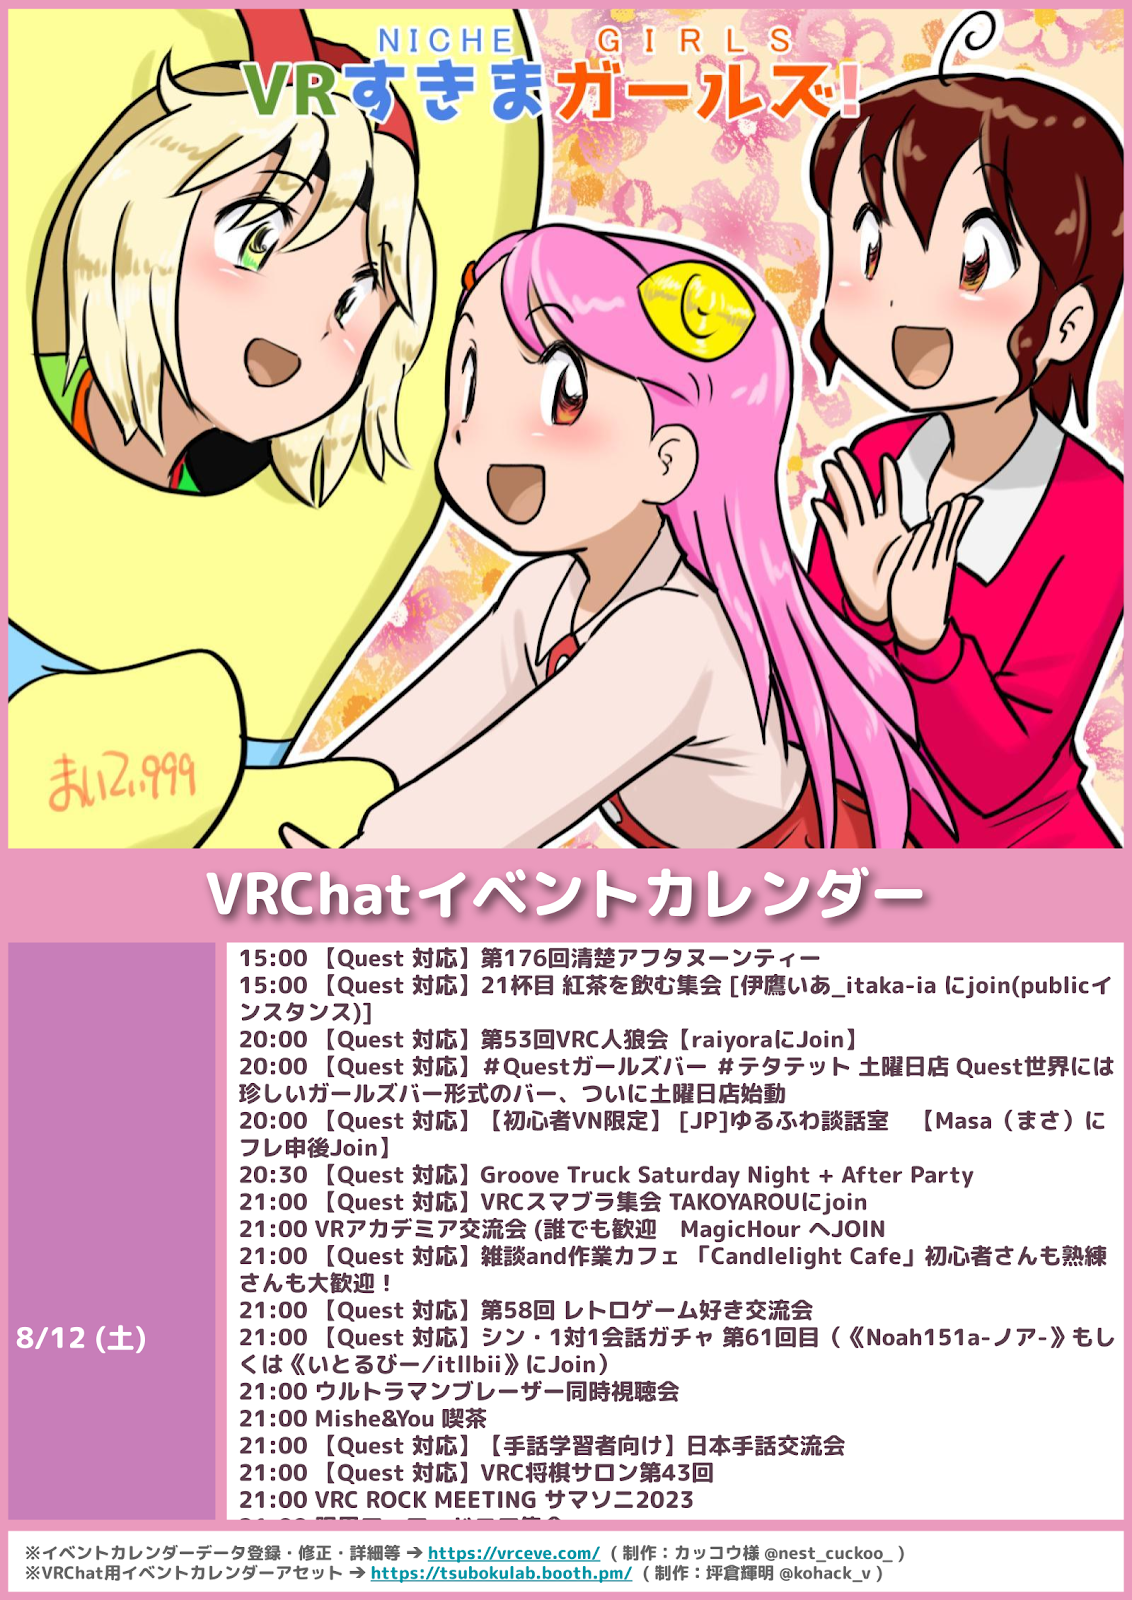 NICHE GIRLS
VRすきまガールズ!
まいてぃ999
VRChatイベントカレンダー
8/12 (土)
15:00 【Quest 対応】第176回清楚アフタヌーンティー
15:00 【Quest 対応】21杯目 紅茶を飲む集会 [伊鷹いあ_itaka-ia にjoin(publicイ
ンスタンス)]
20:00 【Quest 対応】第53回VRC人狼会【raiyoraにJoin】
20:00 【Quest 対応】＃Questガールズバー ＃テタテット 土曜日店 Quest世界には
珍しいガールズバー形式のバー、ついに土曜日店始動
20:00 【Quest 対応】【初心者VN限定】 [JP]ゆるふわ談話室　【Masa（まさ）に
フレ申後Join】
20:30 【Quest 対応】Groove Truck Saturday Night + After Party
21:00 【Quest 対応】VRCスマブラ集会 TAKOYAROUにjoin
21:00 VRアカデミア交流会 (誰でも歓迎　MagicHour へJOIN
21:00 【Quest 対応】雑談and作業カフェ 「Candlelight Cafe」初心者さんも熟練
さんも大歓迎！
21:00 【Quest 対応】第58回 レトロゲーム好き交流会
21:00 【Quest 対応】シン・1対1会話ガチャ 第61回目（《Noah151a-ノア-》もし
くは《いとるびー/itllbii》にJoin）
21:00 ウルトラマンブレーザー同時視聴会
21:00 Mishe&You 喫茶
21:00 【Quest 対応】【手話学習者向け】日本手話交流会
21:00 【Quest 対応】VRC将棋サロン第43回
21:00 VRC ROCK MEETING サマソニ2023
※イベントカレンダーデータ登録・修正・詳細等 ➔ https://vrceve.com/ （制作：カッコウ様 @nest_cuckoo_ ）
※VRChat用イベントカレンダーアセット ➔ https://tsubokulab.booth.pm/ （制作：坪倉輝明 @kohack_v ）